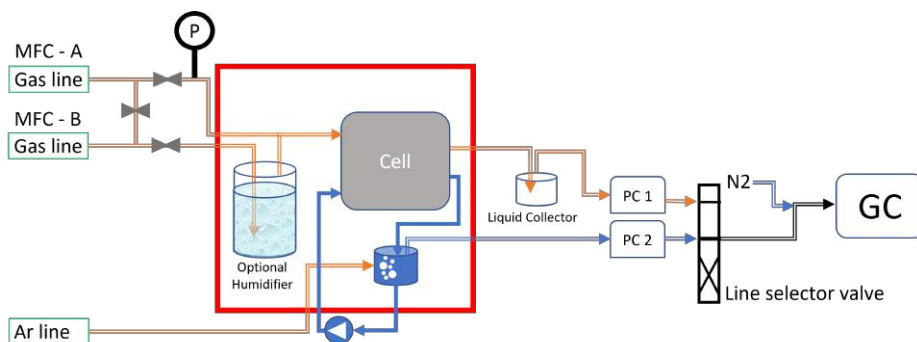 P
MFC - A
Gas line
MFC - B
Gas line
Cell
Optional
Humidifier
Liquid Collector
PC 1
PC 2
N2
GC
Line selector valve
Ar line